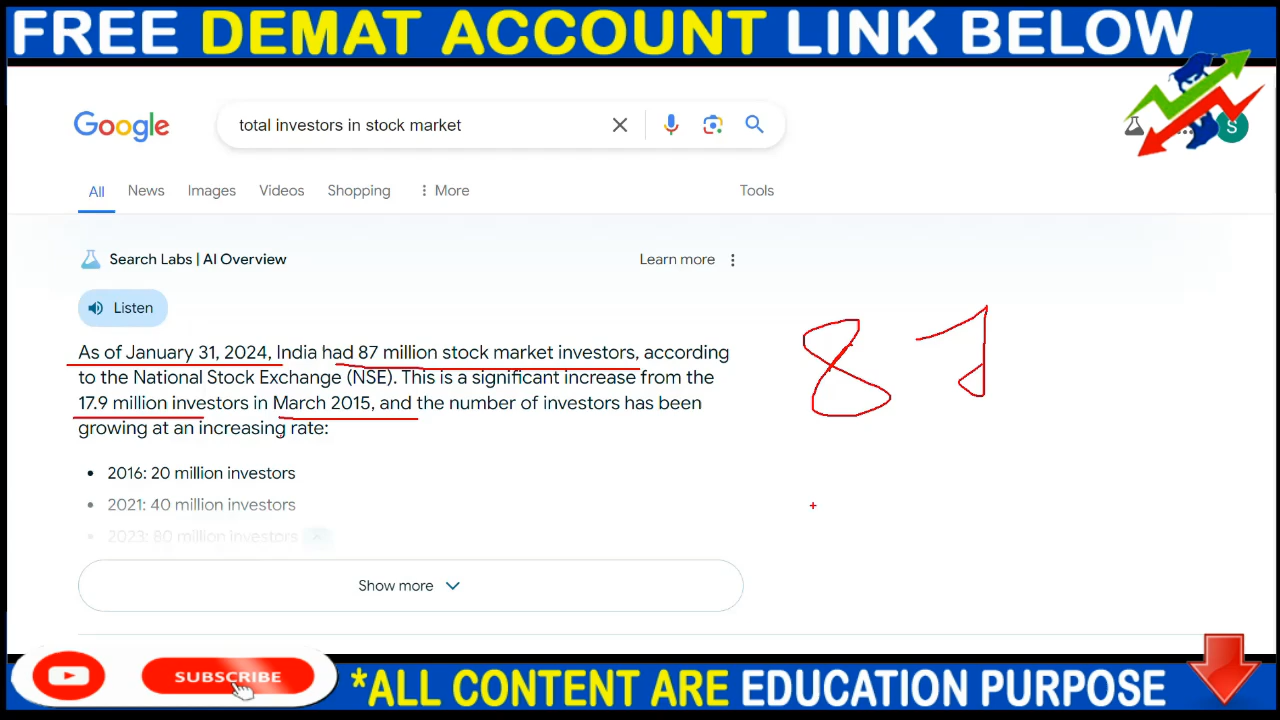 FREE DEMAT ACCOUNT LINK BELOW
Google
total investors in stock market
S
All News Images Videos Shopping More Tools
Search Labs | AI Overview Learn more
Listen
As of January 31, 2024, India had 87 million stock market investors, according
to the National Stock Exchange (NSE). This is a significant increase from the
17.9 million investors in March 2015, and the number of investors has been
growing at an increasing rate:
• 2016: 20 million investors
• 2021: 40 million investors
• 2023: 80 million investors
Show more
8
SUBSCRIBE
*ALL CONTENT ARE EDUCATION PURPOSE